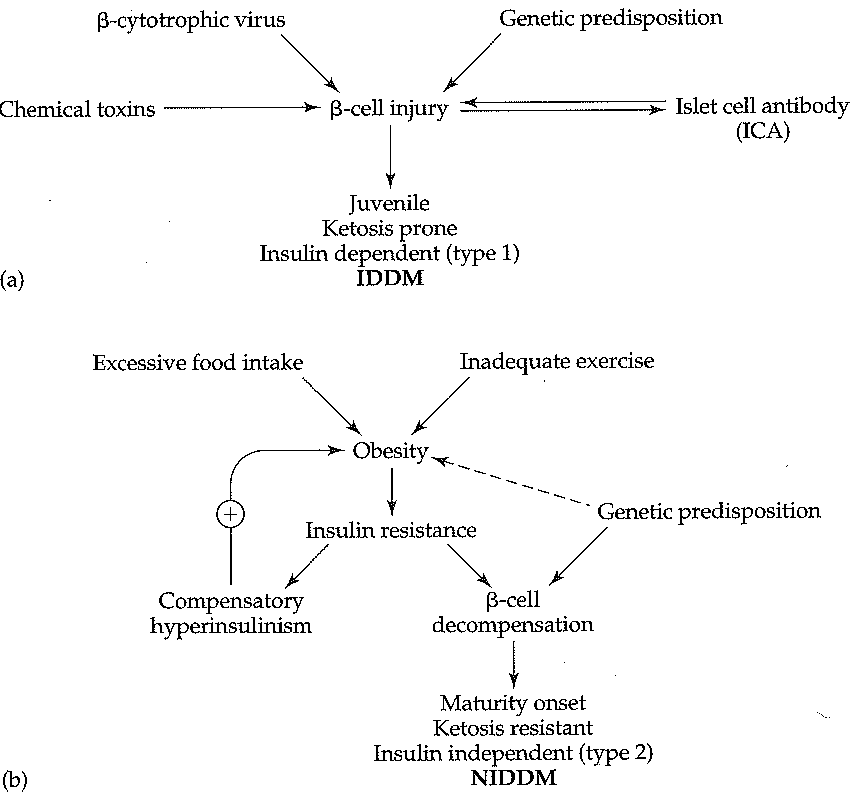 β-cytotrophic virus
Genetic predisposition
Chemical toxins
β-cell injury
Islet cell antibody
(ICA)
Juvenile
Ketosis prone
Insulin dependent (type 1)
IDDM
(a)
Excessive food intake
Inadequate exercise
Obesity
Genetic predisposition
+
Insulin resistance
Compensatory
hyperinsulinism
β-cell
decompensation
Maturity onset
Ketosis resistant
Insulin independent (type 2)
NIDDM
(b)